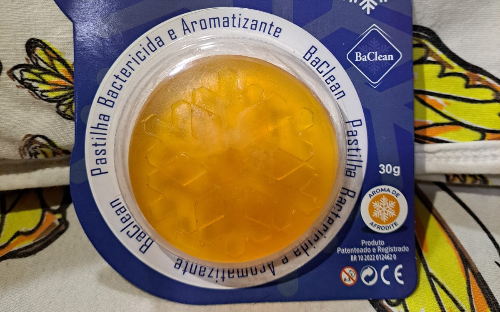 Pastilha Bactericida e Aromatizante
BaClean
Pastilha Bactericida e Aromatizante
BaClean
BaClean
30g
AROMA DE
AFRODITE
Produto
Patenteado e Registrado
BR 10 2022 012462 0
CE